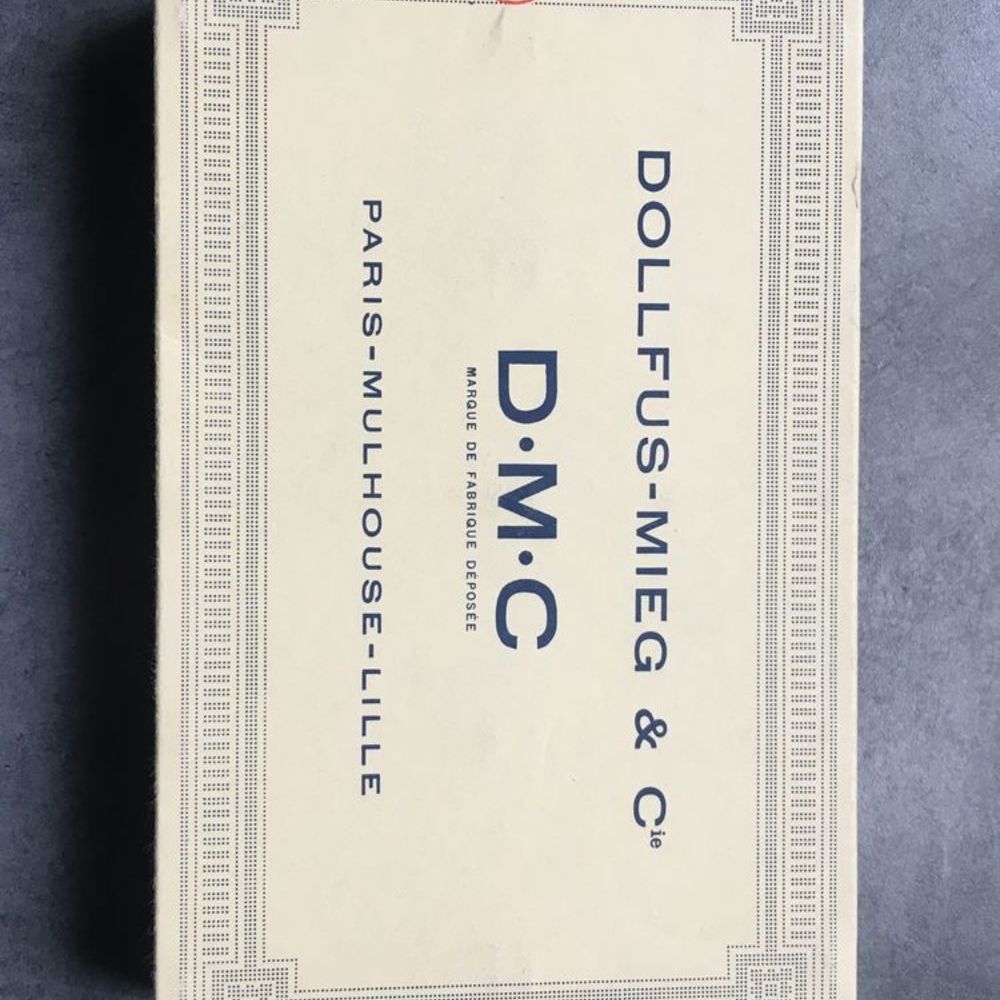 DOLLFUS-MIEG & Cie
D·M·C
MARQUE DE FABRIQUE DÉPOSÉE
PARIS-MULHOUSE-LILLE